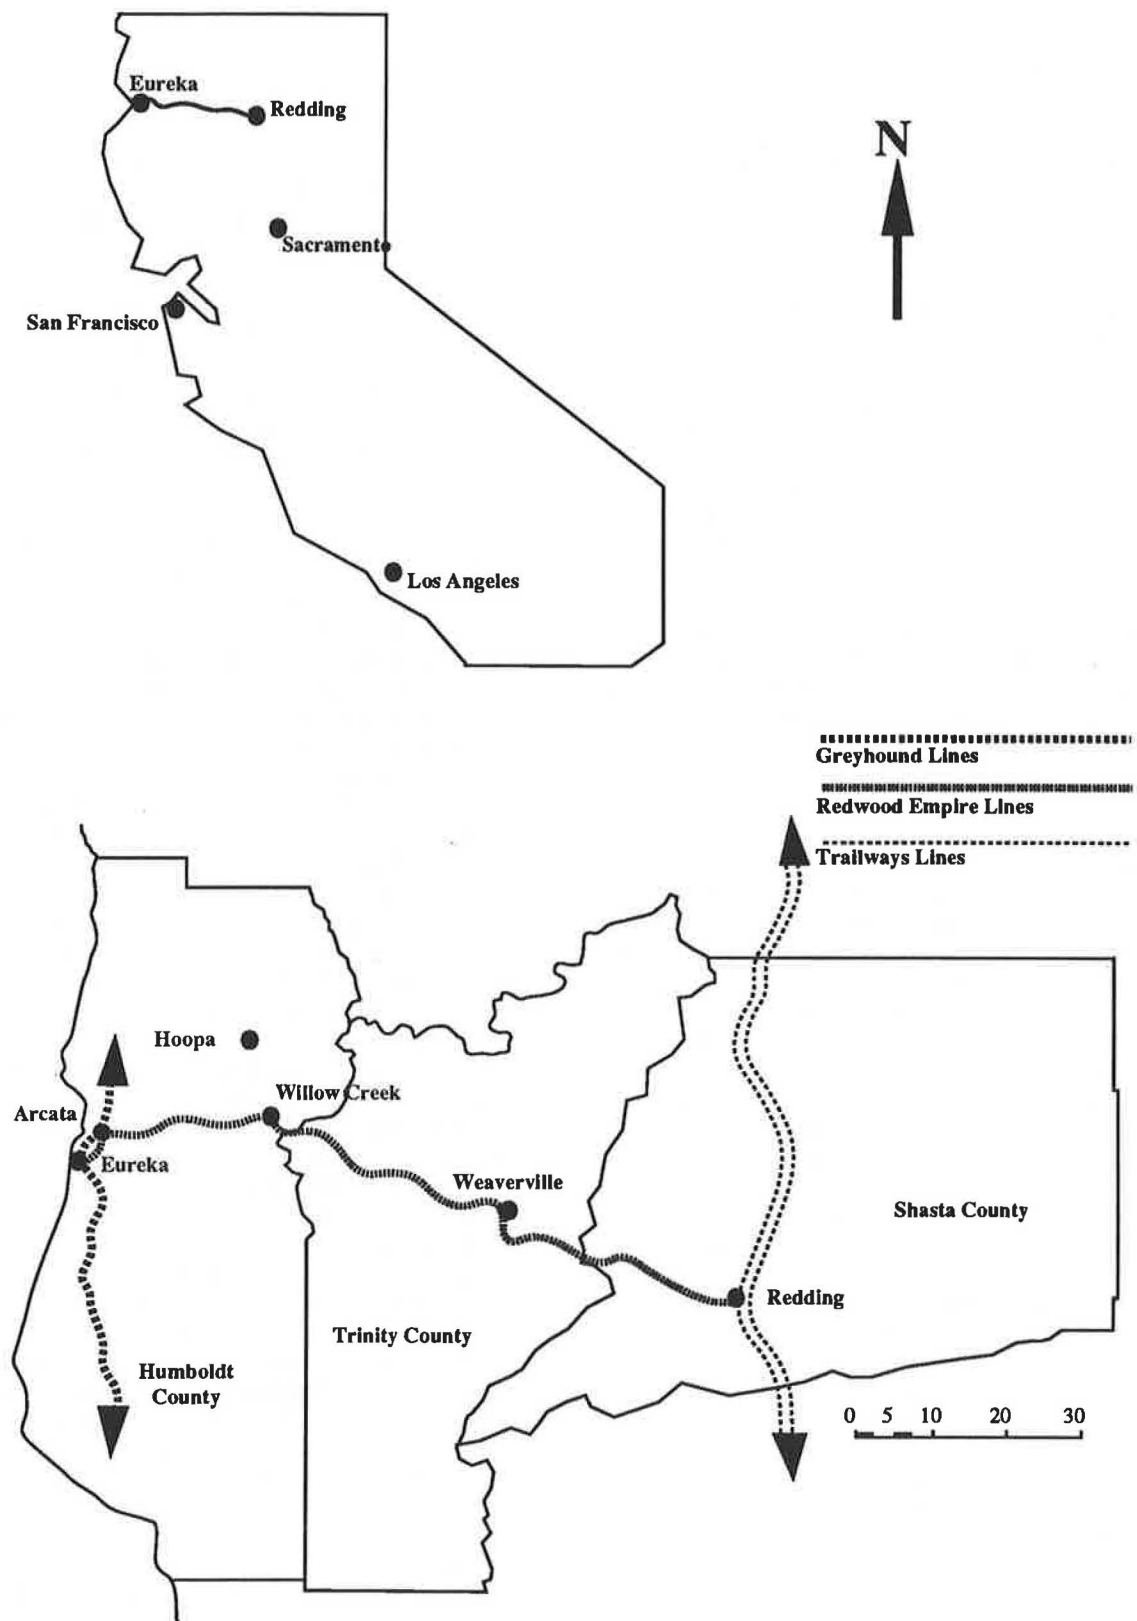 Eureka
Redding
N
Sacramento
San Francisco
Los Angeles
Greyhound Lines
Redwood Empire Lines
Trailways Lines
Hoopa
Willow Creek
Arcata
Eureka
Weaverville
Shasta County
Redding
Trinity County
Humboldt
County
0 5 10 20 30